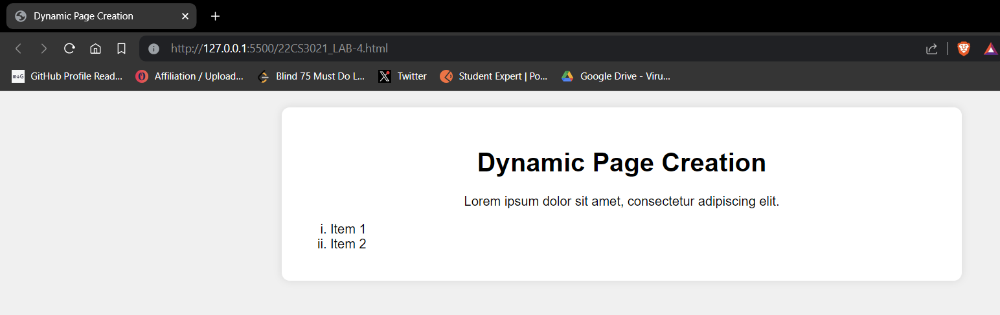 Dynamic Page Creation
http://127.0.0.1:5500/22CS3021_LAB-4.html
m↓G GitHub Profile Read... Affiliation / Upload... Blind 75 Must Do L... X Twitter Student Expert | Po... Google Drive - Viru...
Dynamic Page Creation
Lorem ipsum dolor sit amet, consectetur adipiscing elit.
i. Item 1
ii. Item 2